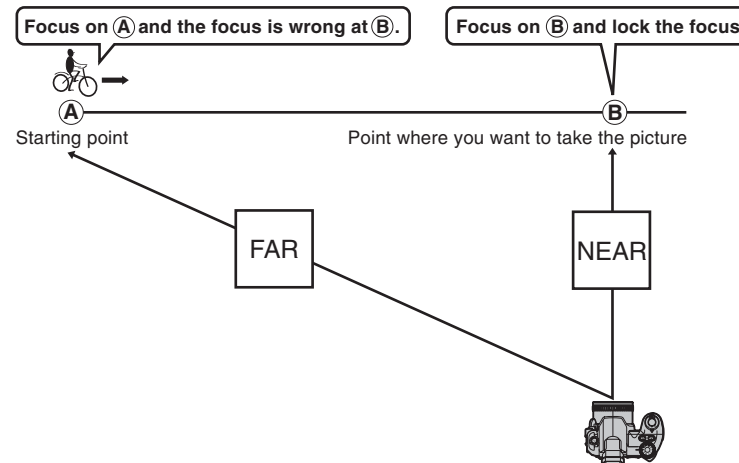 Focus on Ⓐ and the focus is wrong at Ⓑ.
Focus on Ⓑ and lock the focus
Ⓐ
Ⓑ
Starting point
Point where you want to take the picture
FAR
NEAR